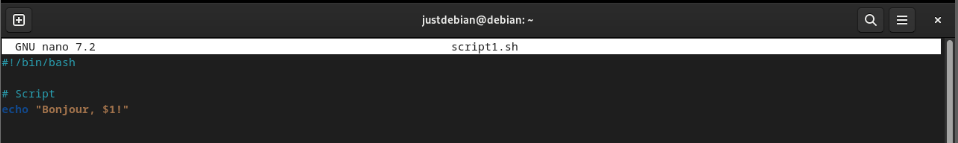 justdebian@debian: ~
GNU nano 7.2 script1.sh
#!/bin/bash
# Script
echo "Bonjour, $1!"